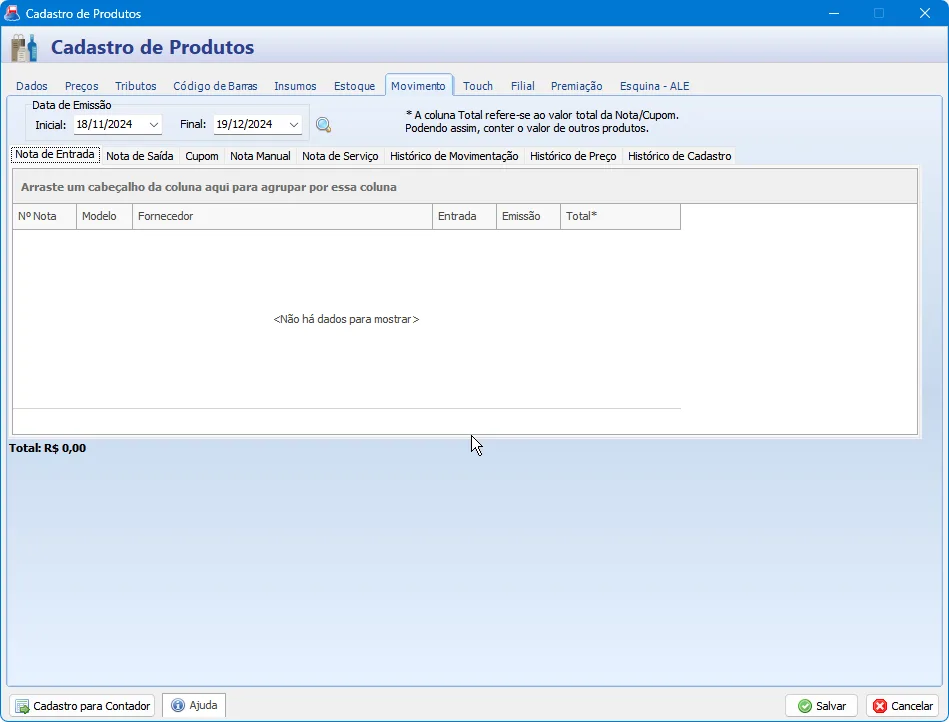 Cadastro de Produtos
Cadastro de Produtos
Dados Preços Tributos Código de Barras Insumos Estoque Movimento Touch Filial Premiação Esquina - ALE
Data de Emissão
Inicial: 18/11/2024 Final: 19/12/2024
* A coluna Total refere-se ao valor total da Nota/Cupom.
Podendo assim, conter o valor de outros produtos.
Nota de Entrada Nota de Saída Cupom Nota Manual Nota de Serviço Histórico de Movimentação Histórico de Preço Histórico de Cadastro
Arraste um cabeçalho da coluna aqui para agrupar por essa coluna
Nº Nota Modelo Fornecedor Entrada Emissão Total*
<Não há dados para mostrar>
Total: R$ 0,00
Cadastro para Contador Ajuda Salvar Cancelar